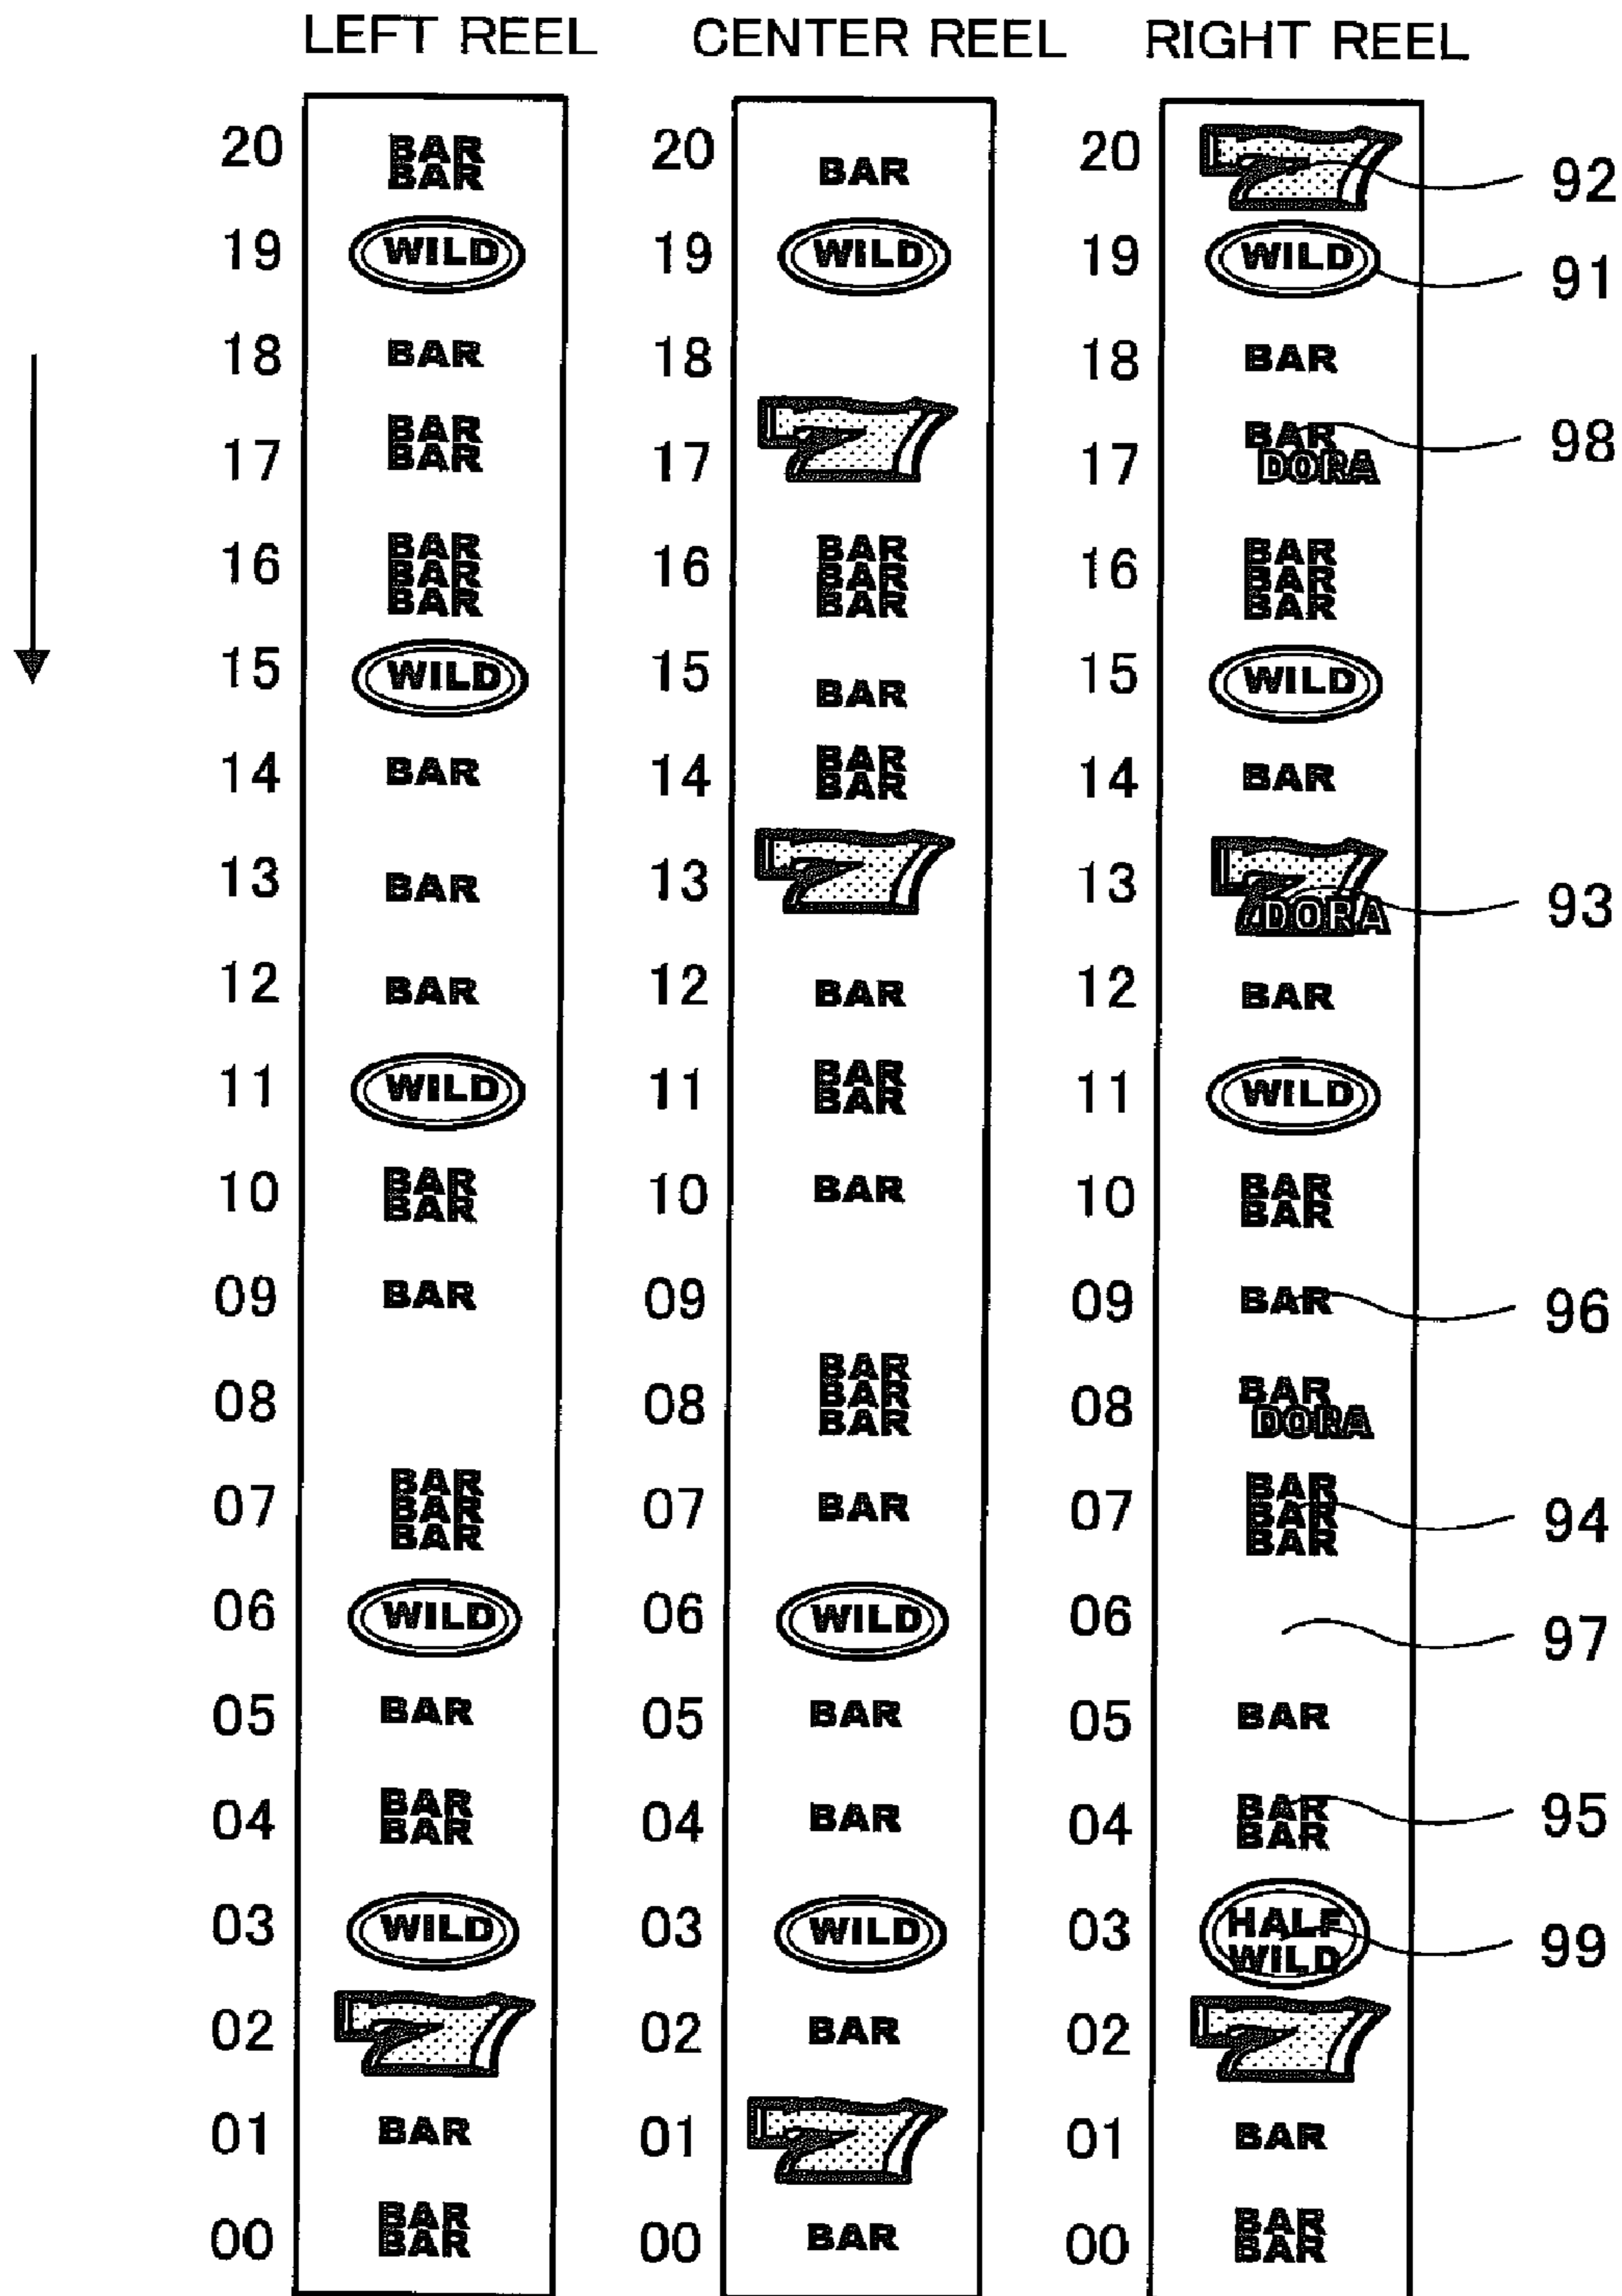 LEFT REEL CENTER REEL RIGHT REEL
20 BAR BAR 20 BAR 20 7 92
19 WILD 19 WILD 19 WILD 91
18 BAR 18 18 BAR
17 BAR BAR 17 7 17 BAR DORA 98
16 BAR BAR BAR 16 BAR BAR BAR 16 BAR BAR BAR
15 WILD 15 BAR 15 WILD
14 BAR 14 BAR BAR 14 BAR
13 BAR 13 7 13 7 DORA 93
12 BAR 12 BAR 12 BAR
11 WILD 11 BAR BAR 11 WILD
10 BAR BAR 10 BAR 10 BAR BAR
09 BAR 09 09 BAR 96
08 08 BAR BAR BAR 08 BAR DORA
07 BAR BAR BAR 07 BAR 07 BAR BAR BAR 94
06 WILD 06 WILD 06 97
05 BAR 05 BAR 05 BAR
04 BAR BAR 04 BAR 04 BAR BAR 95
03 WILD 03 WILD 03 HALF WILD 99
02 7 02 BAR 02 7
01 BAR 01 7 01 BAR
00 BAR BAR 00 BAR 00 BAR BAR